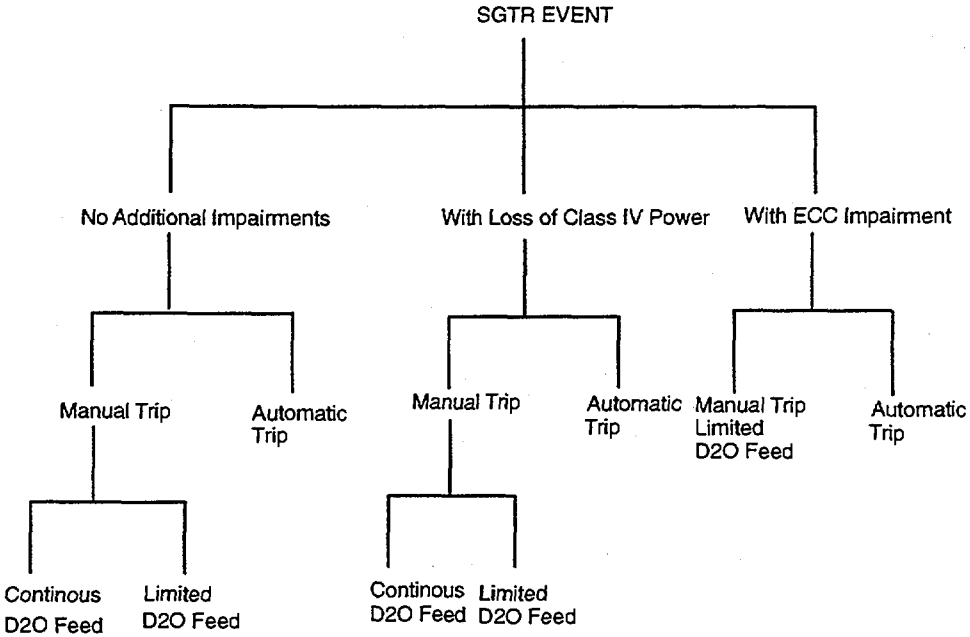 SGTR EVENT
No Additional Impairments
With Loss of Class IV Power
With ECC Impairment
Manual Trip
Automatic
Trip
Manual Trip
Automatic
Trip
Manual Trip
Limited
D2O Feed
Automatic
Trip
Continous
D2O Feed
Limited
D2O Feed
Continous
D2O Feed
Limited
D2O Feed